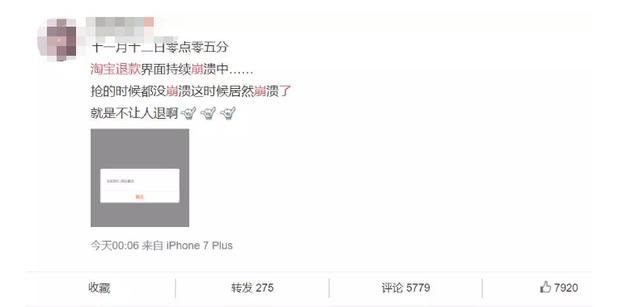 十一月十二日零点零五分
淘宝退款界面持续崩溃中……
抢的时候都没崩溃这时候居然崩溃了
就是不让人退啊
今天00:06 来自 iPhone 7 Plus
收藏
转发 275
评论 5779
7920